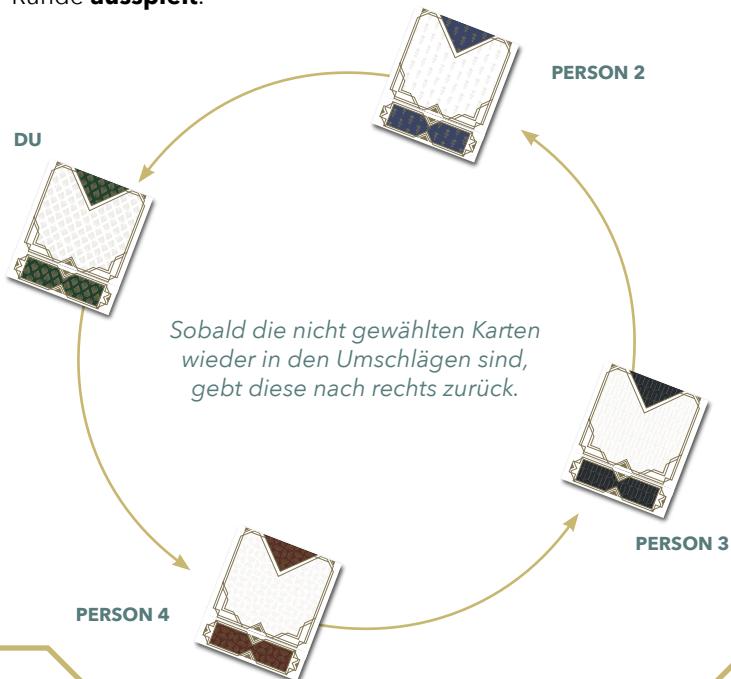 Runde ausspielt.
PERSON 2
DU
Sobald die nicht gewählten Karten
wieder in den Umschlägen sind,
gebt diese nach rechts zurück.
PERSON 3
PERSON 4